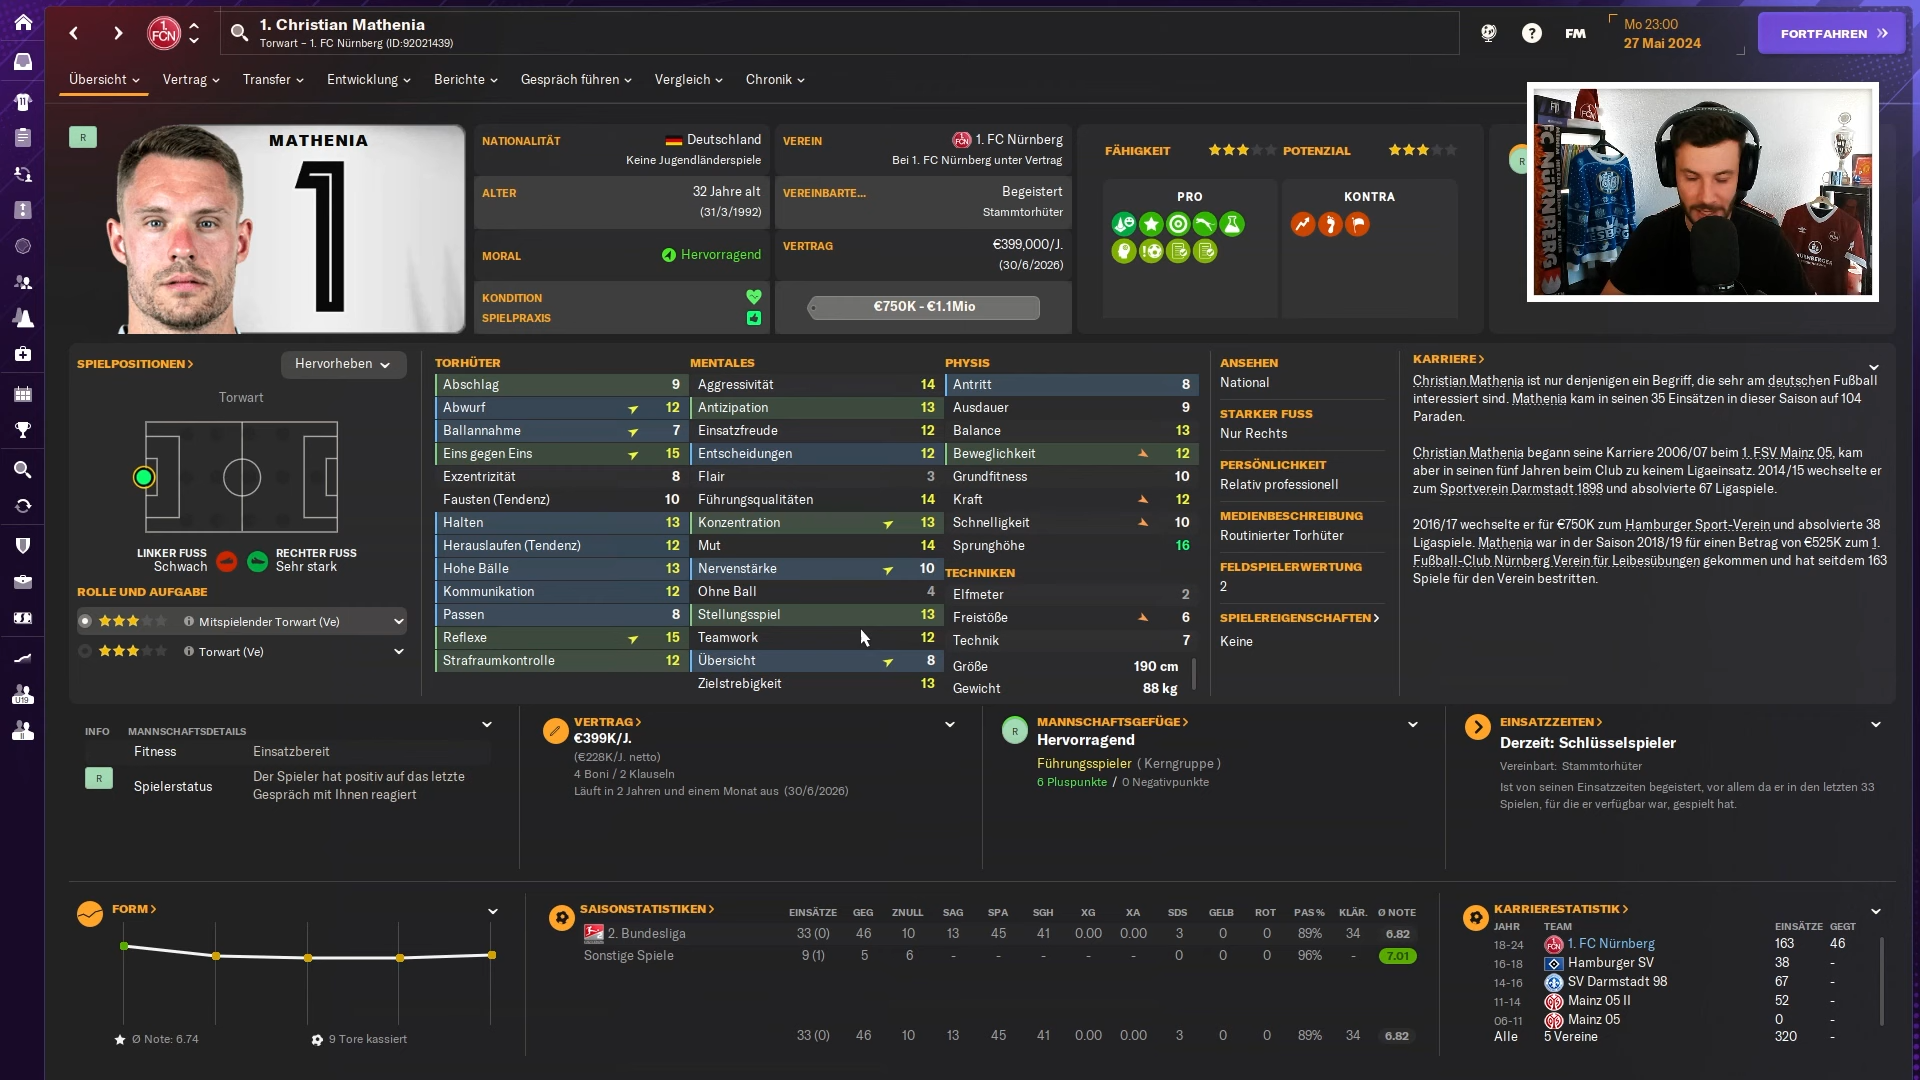 1. Christian Mathenia
Torwart - 1. FC Nürnberg (ID:92021439)
FM
Mo 23:00
27 Mai 2024
FORTFAHREN
Übersicht
Vertrag
Transfer
Entwicklung
Berichte
Gespräch führen
Vergleich
Chronik
R
MATHENIA
1
NATIONALITÄT
Deutschland
Keine Jugendländerspiele
ALTER
32 Jahre alt
(31/3/1992)
MORAL
Hervorragend
KONDITION
SPIELPRAXIS
VEREIN
1. FC Nürnberg
Bei 1. FC Nürnberg unter Vertrag
VEREINBARTE...
Begeistert
Stammtorhüter
VERTRAG
€399,000/J.
(30/6/2026)
€750K - €1.1Mio
FÄHIGKEIT
POTENZIAL
PRO
KONTRA
R
SPIELPOSITIONEN
Hervorheben
Torwart
LINKER FUSS
Schwach
RECHTER FUSS
Sehr stark
ROLLE UND AUFGABE
Mitspielender Torwart (Ve)
Torwart (Ve)
TORHÜTER
Abschlag 9
Abwurf 12
Ballannahme 7
Eins gegen Eins 15
Exzentrizität 8
Fausten (Tendenz) 10
Halten 13
Herauslaufen (Tendenz) 12
Hohe Bälle 13
Kommunikation 12
Passen 8
Reflexe 15
Strafraumkontrolle 12
MENTALES
Aggressivität 14
Antizipation 13
Einsatzfreude 12
Entscheidungen 12
Flair 3
Führungsqualitäten 14
Konzentration 13
Mut 14
Nervenstärke 10
Ohne Ball 4
Stellungsspiel 13
Teamwork 12
Übersicht 8
Zielstrebigkeit 13
PHYSIS
Antritt 8
Ausdauer 9
Balance 13
Beweglichkeit 12
Grundfitness 10
Kraft 12
Schnelligkeit 10
Sprunghöhe 16
TECHNIKEN
Elfmeter 2
Freistöße 6
Technik 7
Größe 190 cm
Gewicht 88 kg
ANSEHEN
National
STARKER FUSS
Nur Rechts
PERSÖNLICHKEIT
Relativ professionell
MEDIENBESCHREIBUNG
Routinierter Torhüter
FELDSPIELERWERTUNG
2
SPIELEREIGENSCHAFTEN
Keine
KARRIERE
Christian Mathenia ist nur denjenigen ein Begriff, die sehr am deutschen Fußball
interessiert sind. Mathenia kam in seinen 35 Einsätzen in dieser Saison auf 104
Paraden.
Christian Mathenia begann seine Karriere 2006/07 beim 1. FSV Mainz 05, kam
aber in seinen fünf Jahren beim Club zu keinem Ligaeinsatz. 2014/15 wechselte er
zum Sportverein Darmstadt 1898 und absolvierte 67 Ligaspiele.
2016/17 wechselte er für €750K zum Hamburger Sport-Verein und absolvierte 38
Ligaspiele. Mathenia war in der Saison 2018/19 für einen Betrag von €525K zum 1.
Fußball-Club Nürnberg Verein für Leibesübungen gekommen und hat seitdem 163
Spiele für den Verein bestritten.
INFO MANNSCHAFTSDETAILS
Fitness Einsatzbereit
R
Spielerstatus
Der Spieler hat positiv auf das letzte
Gespräch mit Ihnen reagiert
VERTRAG
€399K/J.
(€228K/J. netto)
4 Boni / 2 Klauseln
Läuft in 2 Jahren und einem Monat aus (30/6/2026)
R
MANNSCHAFTSGEFÜGE
Hervorragend
Führungsspieler (Kerngruppe)
6 Pluspunkte / 0 Negativpunkte
EINSATZZEITEN
Derzeit: Schlüsselspieler
Vereinbart: Stammtorhüter
Ist von seinen Einsatzzeiten begeistert, vor allem da er in den letzten 33
Spielen, für die er verfügbar war, gespielt hat.
FORM
Ø Note: 6.74
9 Tore kassiert
SAISONSTATISTIKEN EINSÄTZE GEG ZNULL SAG SPA SGH XG XA SDS GELB ROT PAS % KLÄR. Ø NOTE
2. Bundesliga 33 (0) 46 10 13 45 41 0.00 0.00 3 0 0 89% 34 6.82
Sonstige Spiele 9 (1) 5 6 - - - - - 0 0 0 96% - 7.01
33 (0) 46 10 13 45 41 0.00 0.00 3 0 0 89% 34 6.82
KARRIERESTATISTIK
JAHR TEAM EINSÄTZE GEGT
18-24 1. FC Nürnberg 163 46
16-18 Hamburger SV 38 -
14-16 SV Darmstadt 98 67 -
11-14 Mainz 05 II 52 -
06-11 Mainz 05 0 -
Alle 5 Vereine 320 -
U19
II
11